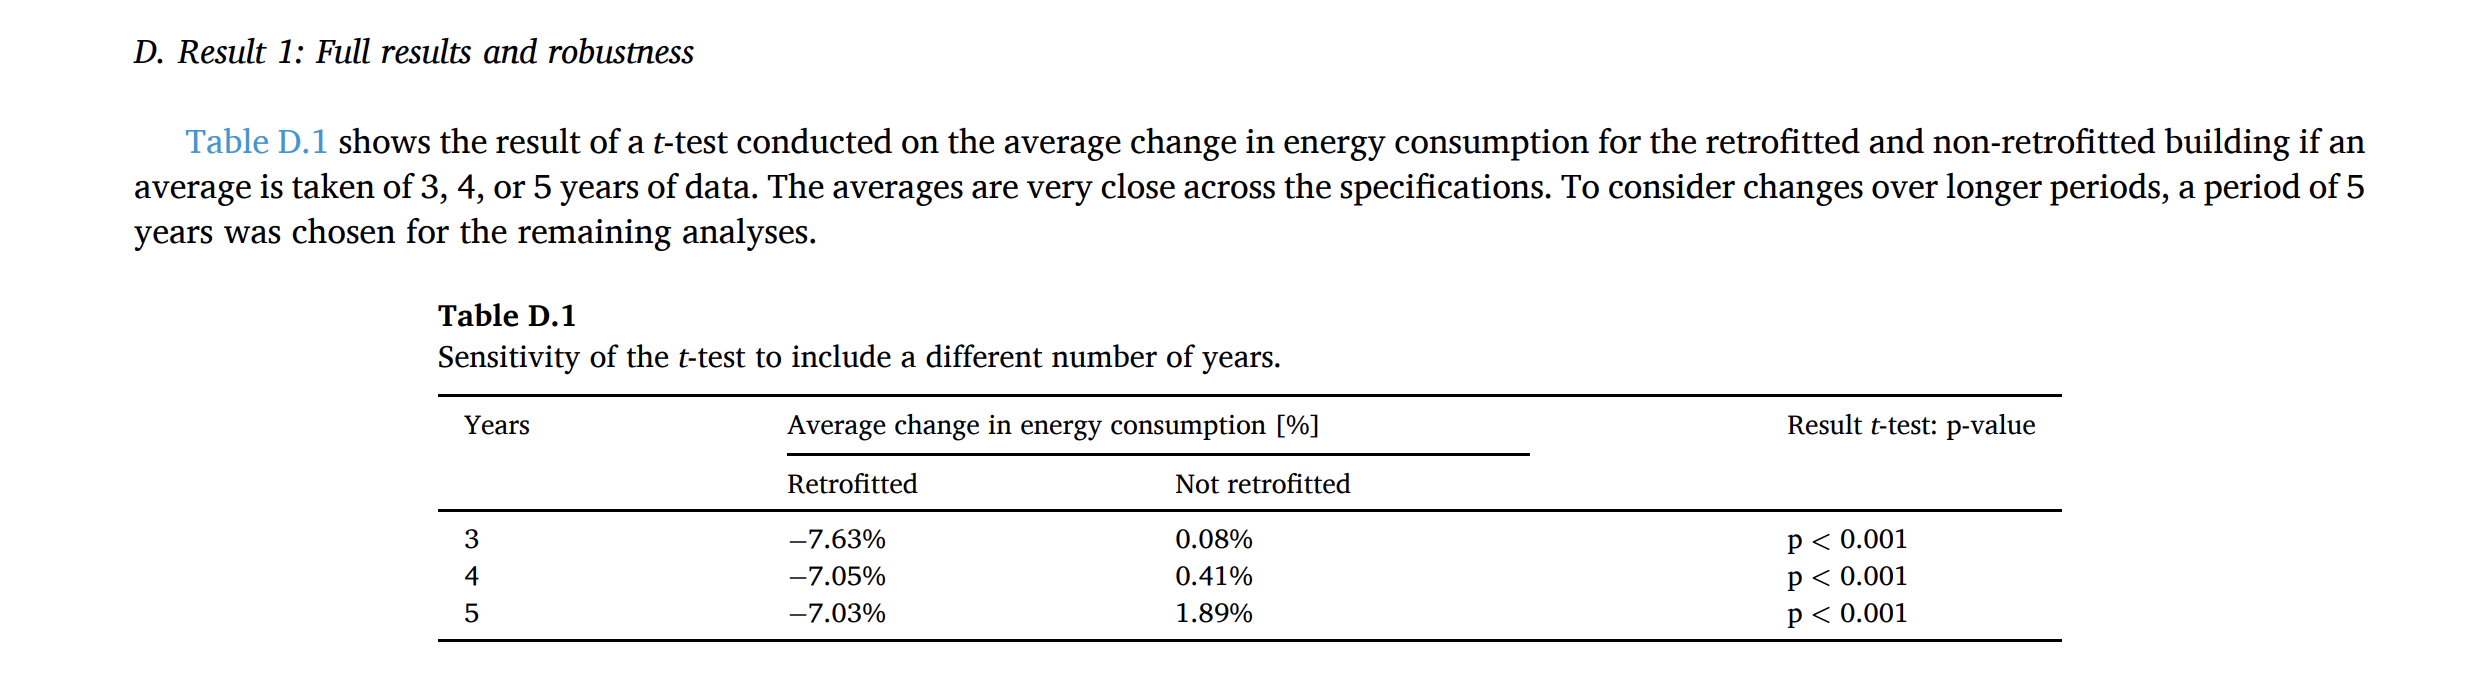 D. Result 1: Full results and robustness
Table D.1 shows the result of a t-test conducted on the average change in energy consumption for the retrofitted and non-retrofitted building if an
average is taken of 3, 4, or 5 years of data. The averages are very close across the specifications. To consider changes over longer periods, a period of 5
years was chosen for the remaining analyses.
Table D.1
Sensitivity of the t-test to include a different number of years.
Years Average change in energy consumption [%] Result t-test: p-value
Retrofitted Not retrofitted
3 −7.63% 0.08% p < 0.001
4 −7.05% 0.41% p < 0.001
5 −7.03% 1.89% p < 0.001